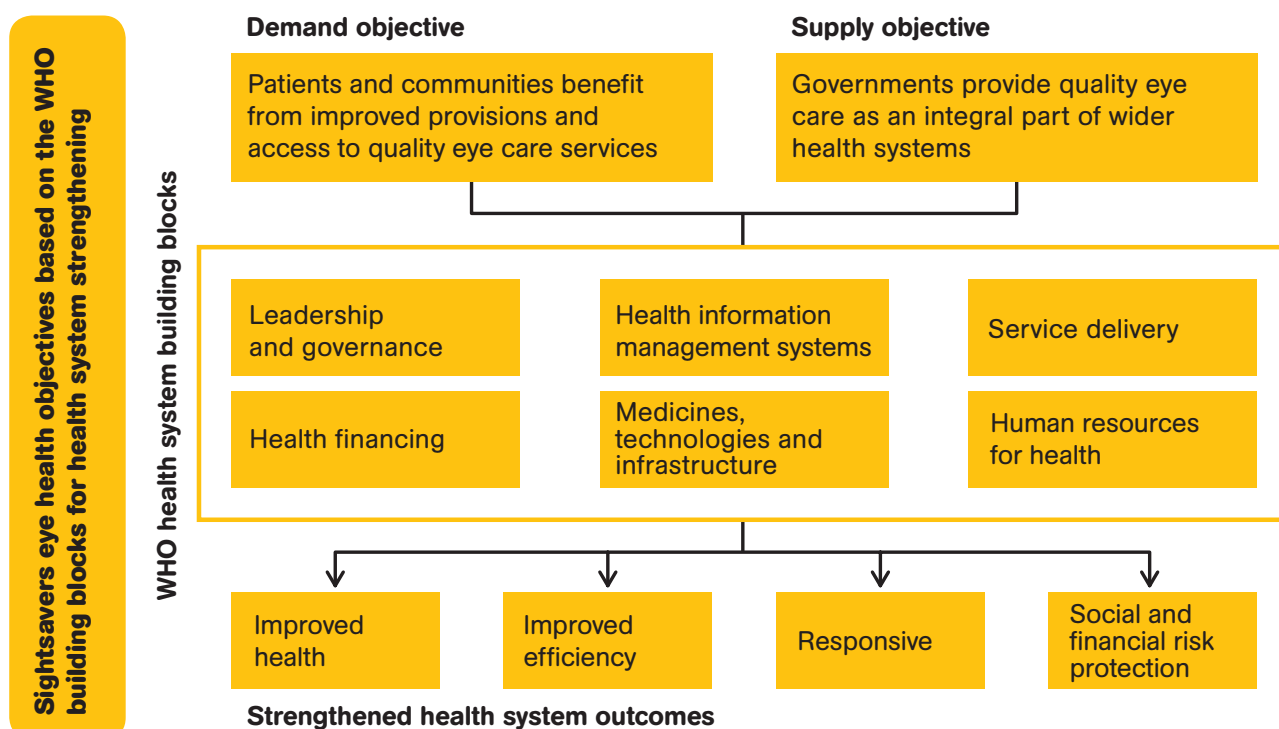 Sightsavers eye health objectives based on the WHO
building blocks for health system strengthening
Demand objective
Patients and communities benefit
from improved provisions and
access to quality eye care services
Supply objective
Governments provide quality eye
care as an integral part of wider
health systems
WHO health system building blocks
Leadership
and governance
Health information
management systems
Service delivery
Health financing
Medicines,
technologies and
infrastructure
Human resources
for health
Improved
health
Improved
efficiency
Responsive
Social and
financial risk
protection
Strengthened health system outcomes